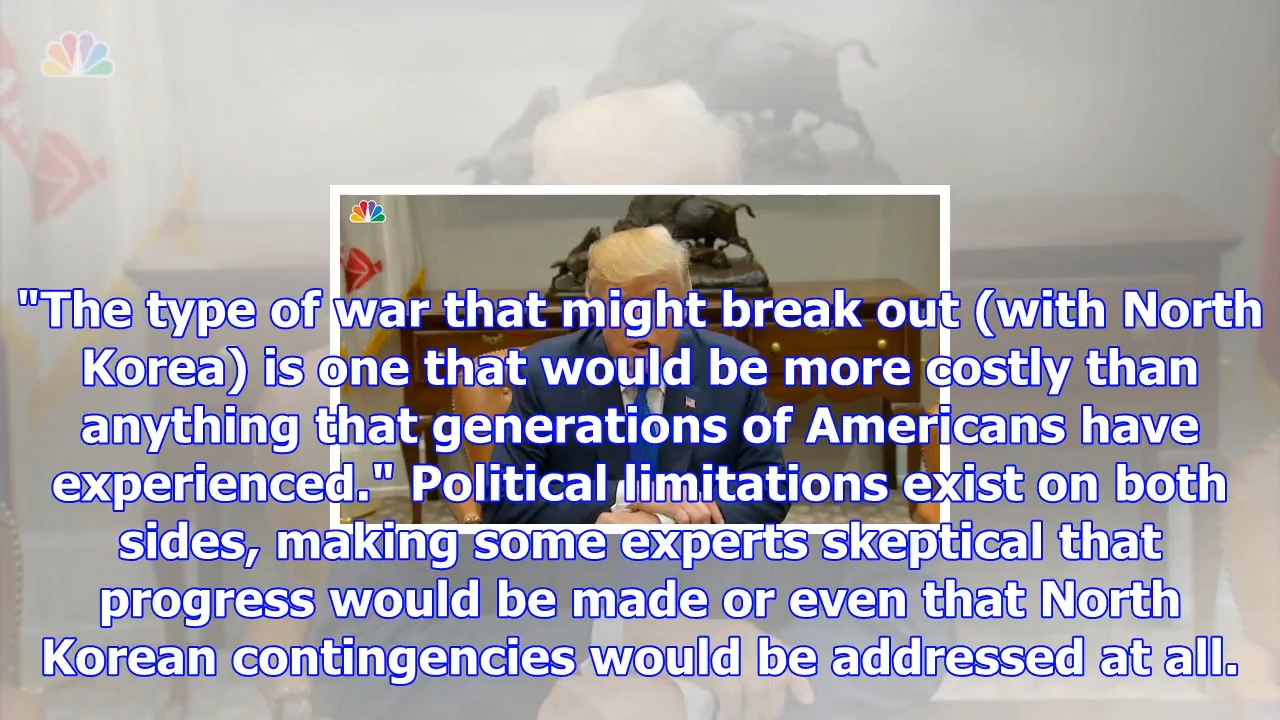 "The type of war that might break out (with North
Korea) is one that would be more costly than
anything that generations of Americans have
experienced." Political limitations exist on both
sides, making some experts skeptical that
progress would be made or even that North
Korean contingencies would be addressed at all.